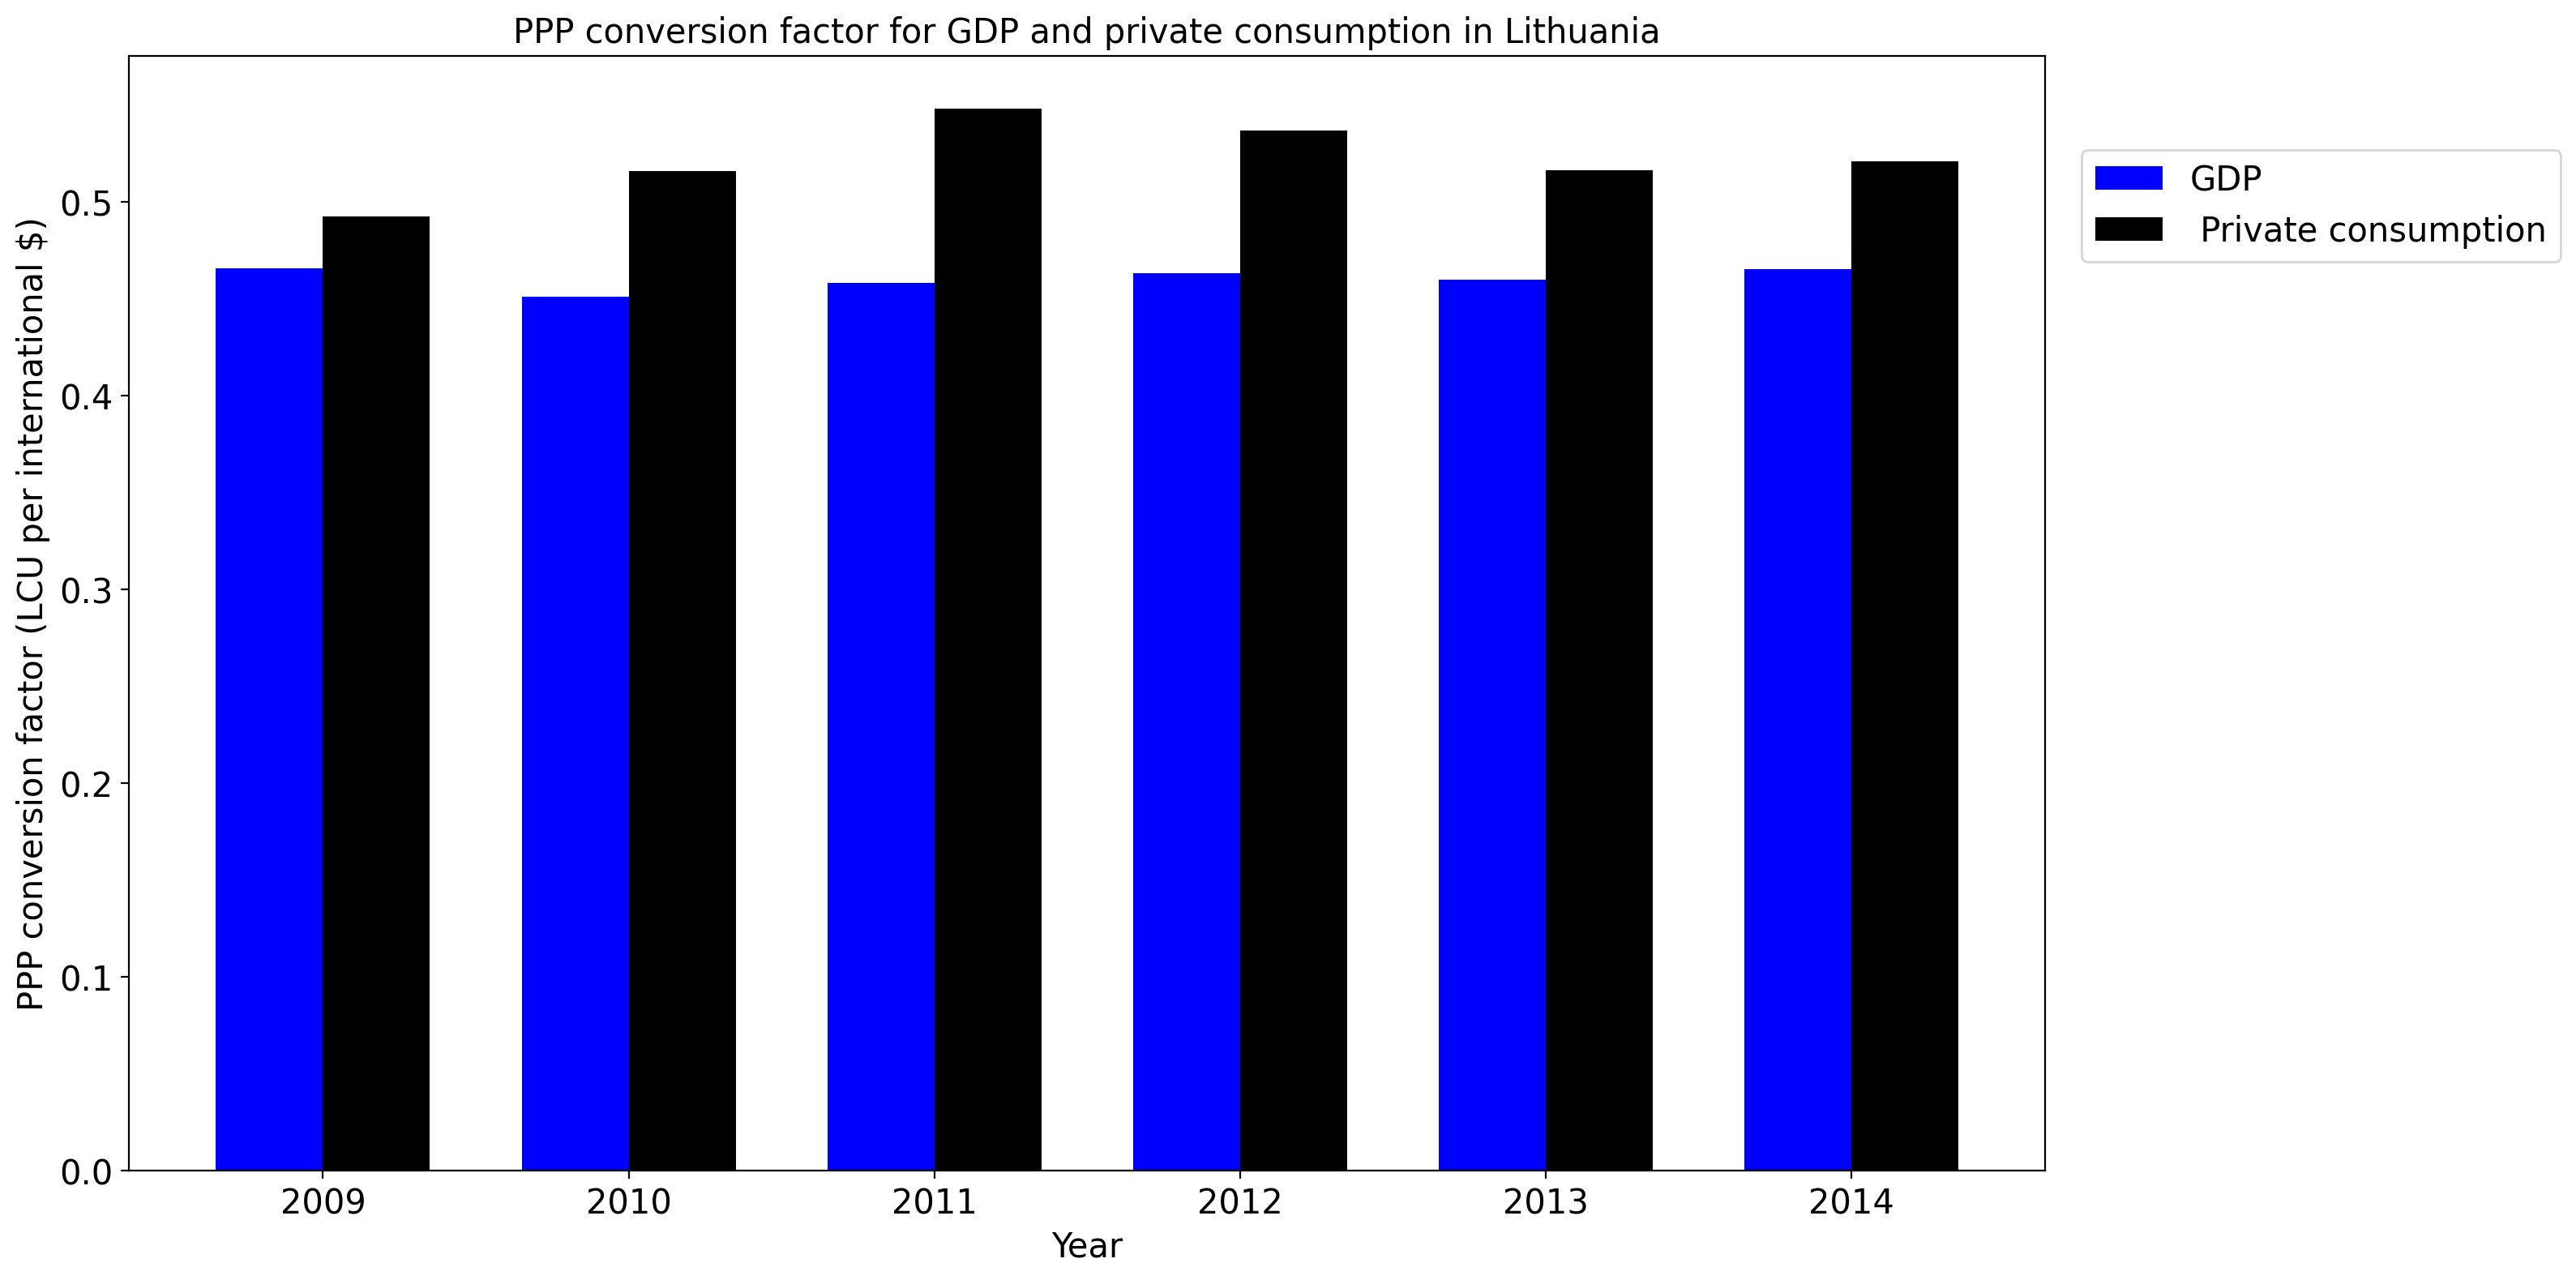 PPP conversion factor for GDP and private consumption in Lithuania
PPP conversion factor (LCU per international $)
0.5
0.4
0.3
0.2
0.1
0.0
2009 2010 2011 2012 2013 2014
Year
GDP
Private consumption